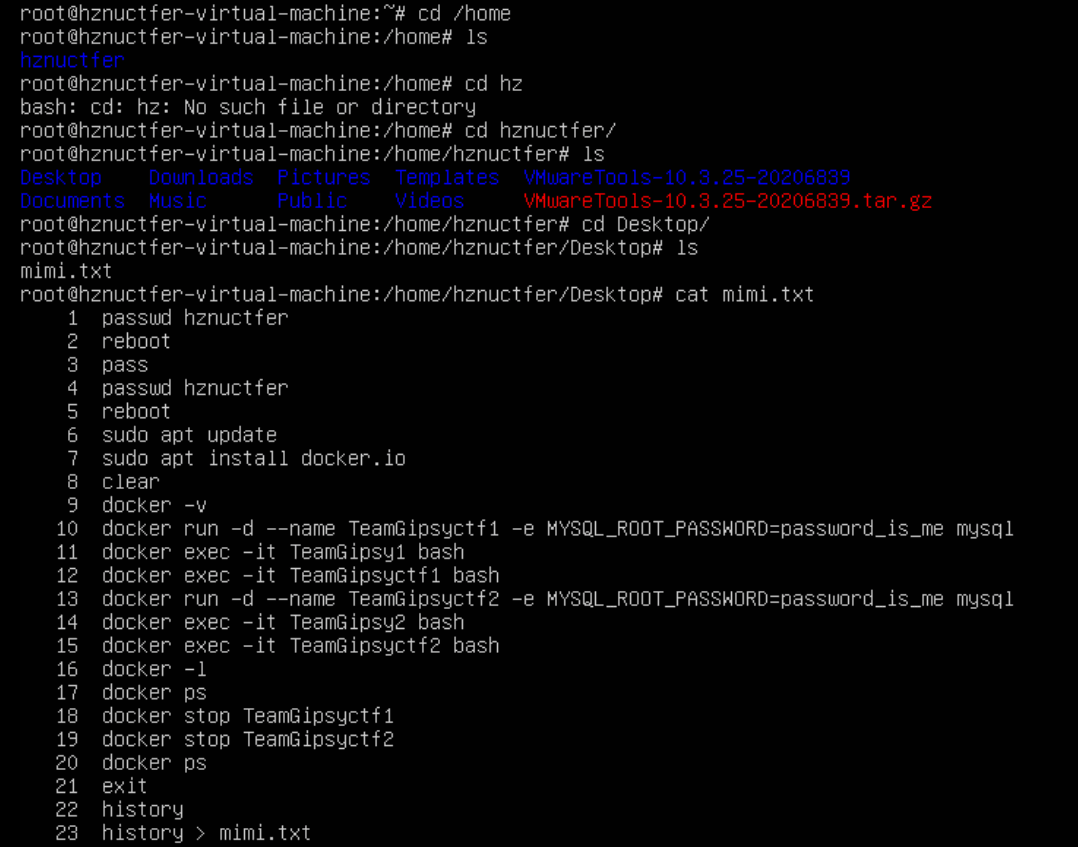 root@hznuctfer-virtual-machine:~# cd /home
root@hznuctfer-virtual-machine:/home# ls
hznuctfer
root@hznuctfer-virtual-machine:/home# cd hz
bash: cd: hz: No such file or directory
root@hznuctfer-virtual-machine:/home# cd hznuctfer/
root@hznuctfer-virtual-machine:/home/hznuctfer# ls
Desktop    Downloads  Pictures  Templates  VMwareTools-10.3.25-20206839
Documents  Music      Public    Videos     VMwareTools-10.3.25-20206839.tar.gz
root@hznuctfer-virtual-machine:/home/hznuctfer# cd Desktop/
root@hznuctfer-virtual-machine:/home/hznuctfer/Desktop# ls
mimi.txt
root@hznuctfer-virtual-machine:/home/hznuctfer/Desktop# cat mimi.txt
    1  passwd hznuctfer
    2  reboot
    3  pass
    4  passwd hznuctfer
    5  reboot
    6  sudo apt update
    7  sudo apt install docker.io
    8  clear
    9  docker -v
   10  docker run -d --name TeamGipsyctf1 -e MYSQL_ROOT_PASSWORD=password_is_me mysql
   11  docker exec -it TeamGipsy1 bash
   12  docker exec -it TeamGipsyctf1 bash
   13  docker run -d --name TeamGipsyctf2 -e MYSQL_ROOT_PASSWORD=password_is_me mysql
   14  docker exec -it TeamGipsy2 bash
   15  docker exec -it TeamGipsyctf2 bash
   16  docker -l
   17  docker ps
   18  docker stop TeamGipsyctf1
   19  docker stop TeamGipsyctf2
   20  docker ps
   21  exit
   22  history
   23  history > mimi.txt